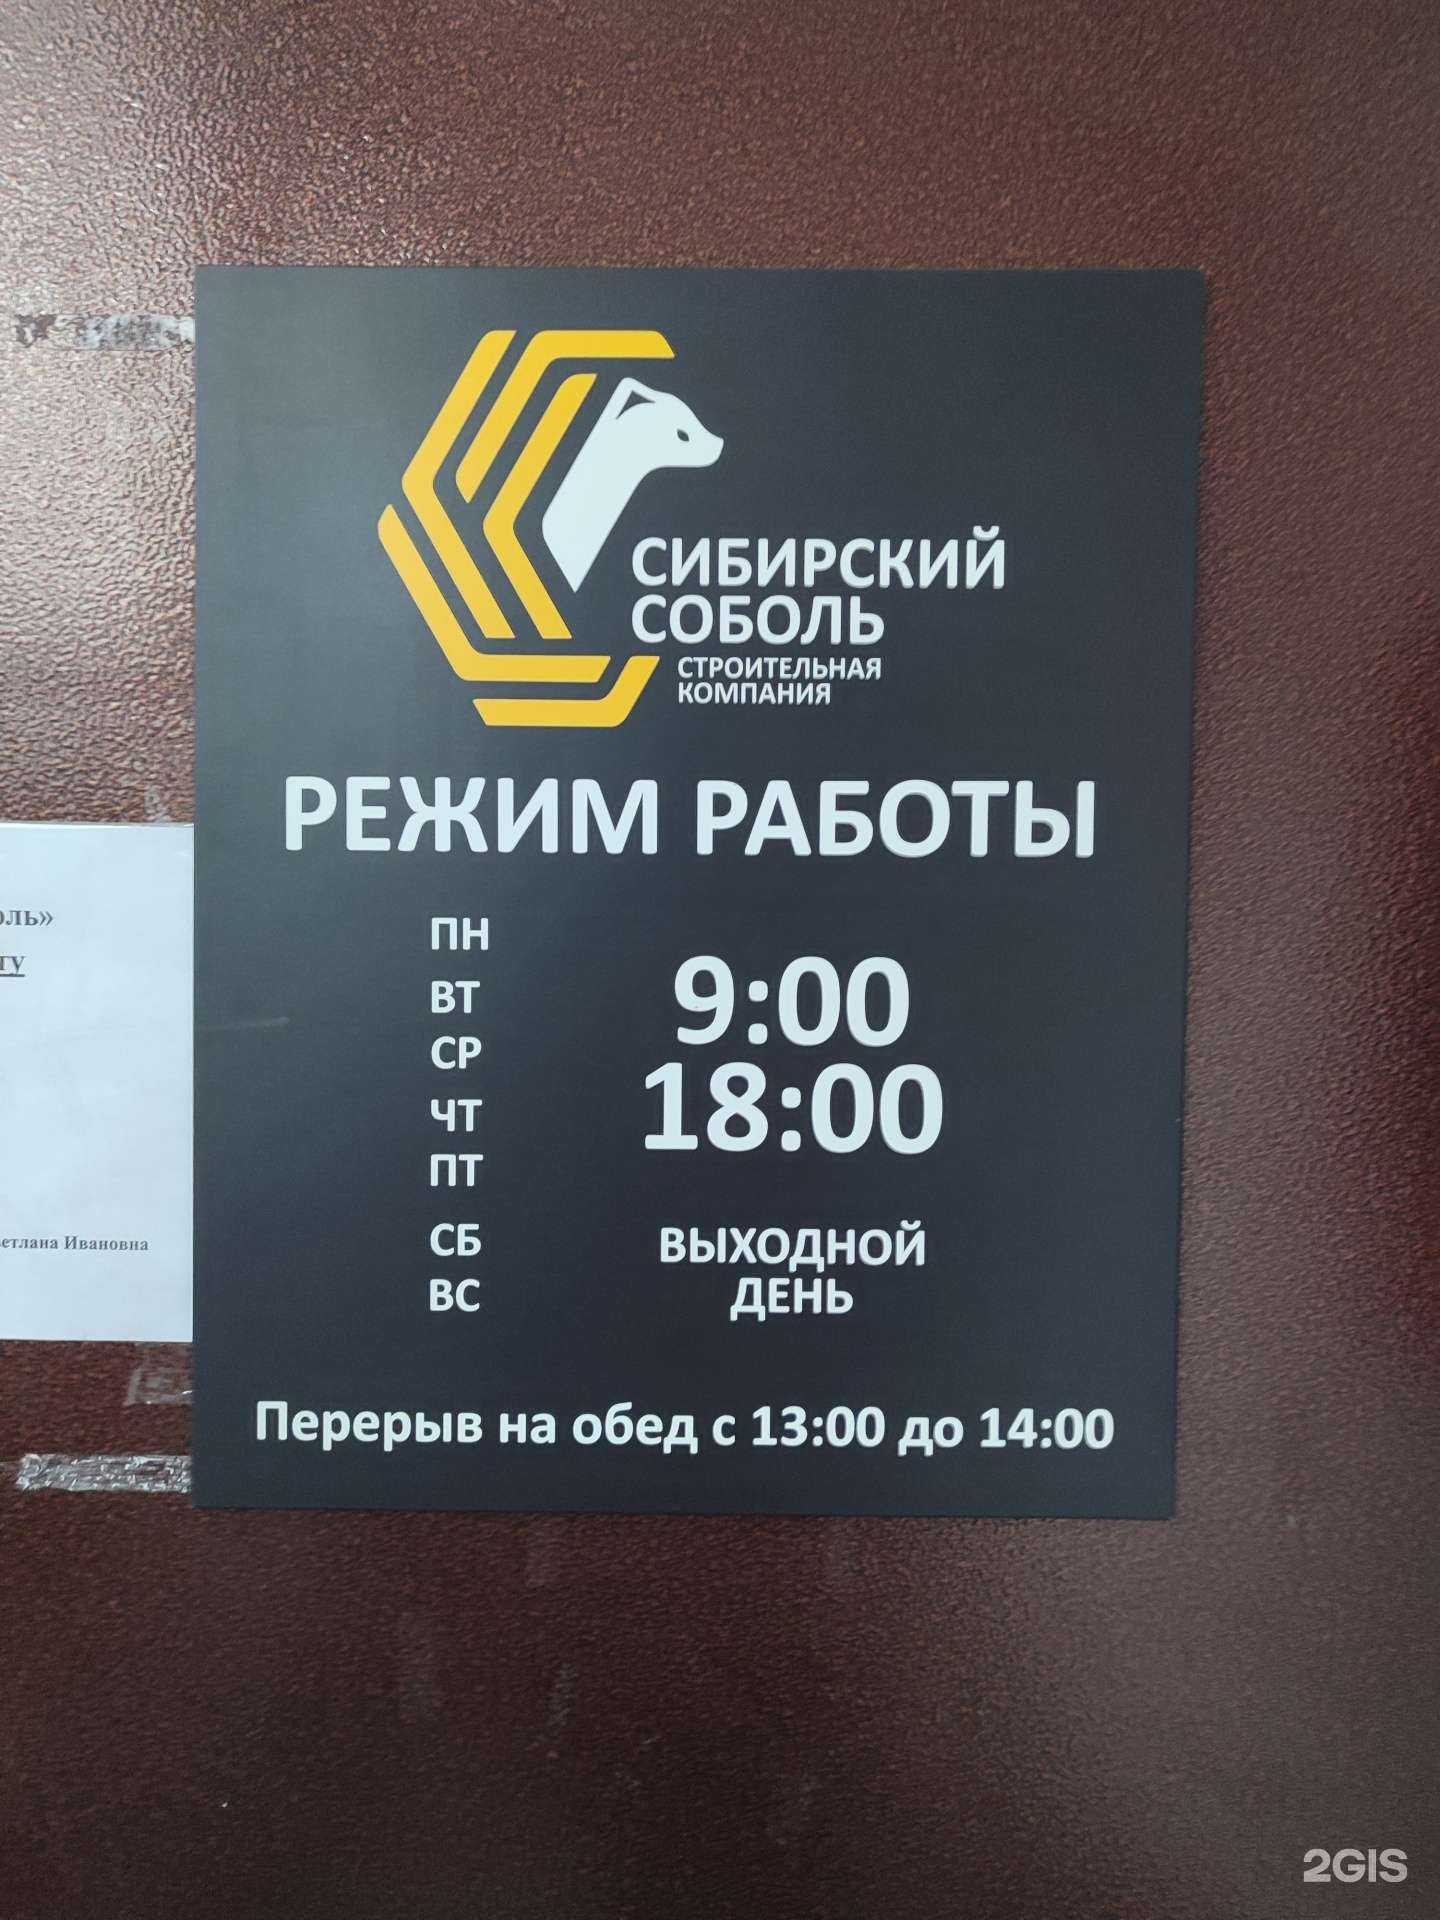 СИБИРСКИЙ
СОБОЛЬ
СТРОИТЕЛЬНАЯ
КОМПАНИЯ
РЕЖИМ РАБОТЫ
ПН
ВТ
СР
ЧТ
ПТ
9:00
18:00
СБ
ВС
ВЫХОДНОЙ
ДЕНЬ
Перерыв на обед с 13:00 до 14:00
Ивановна
2GIS